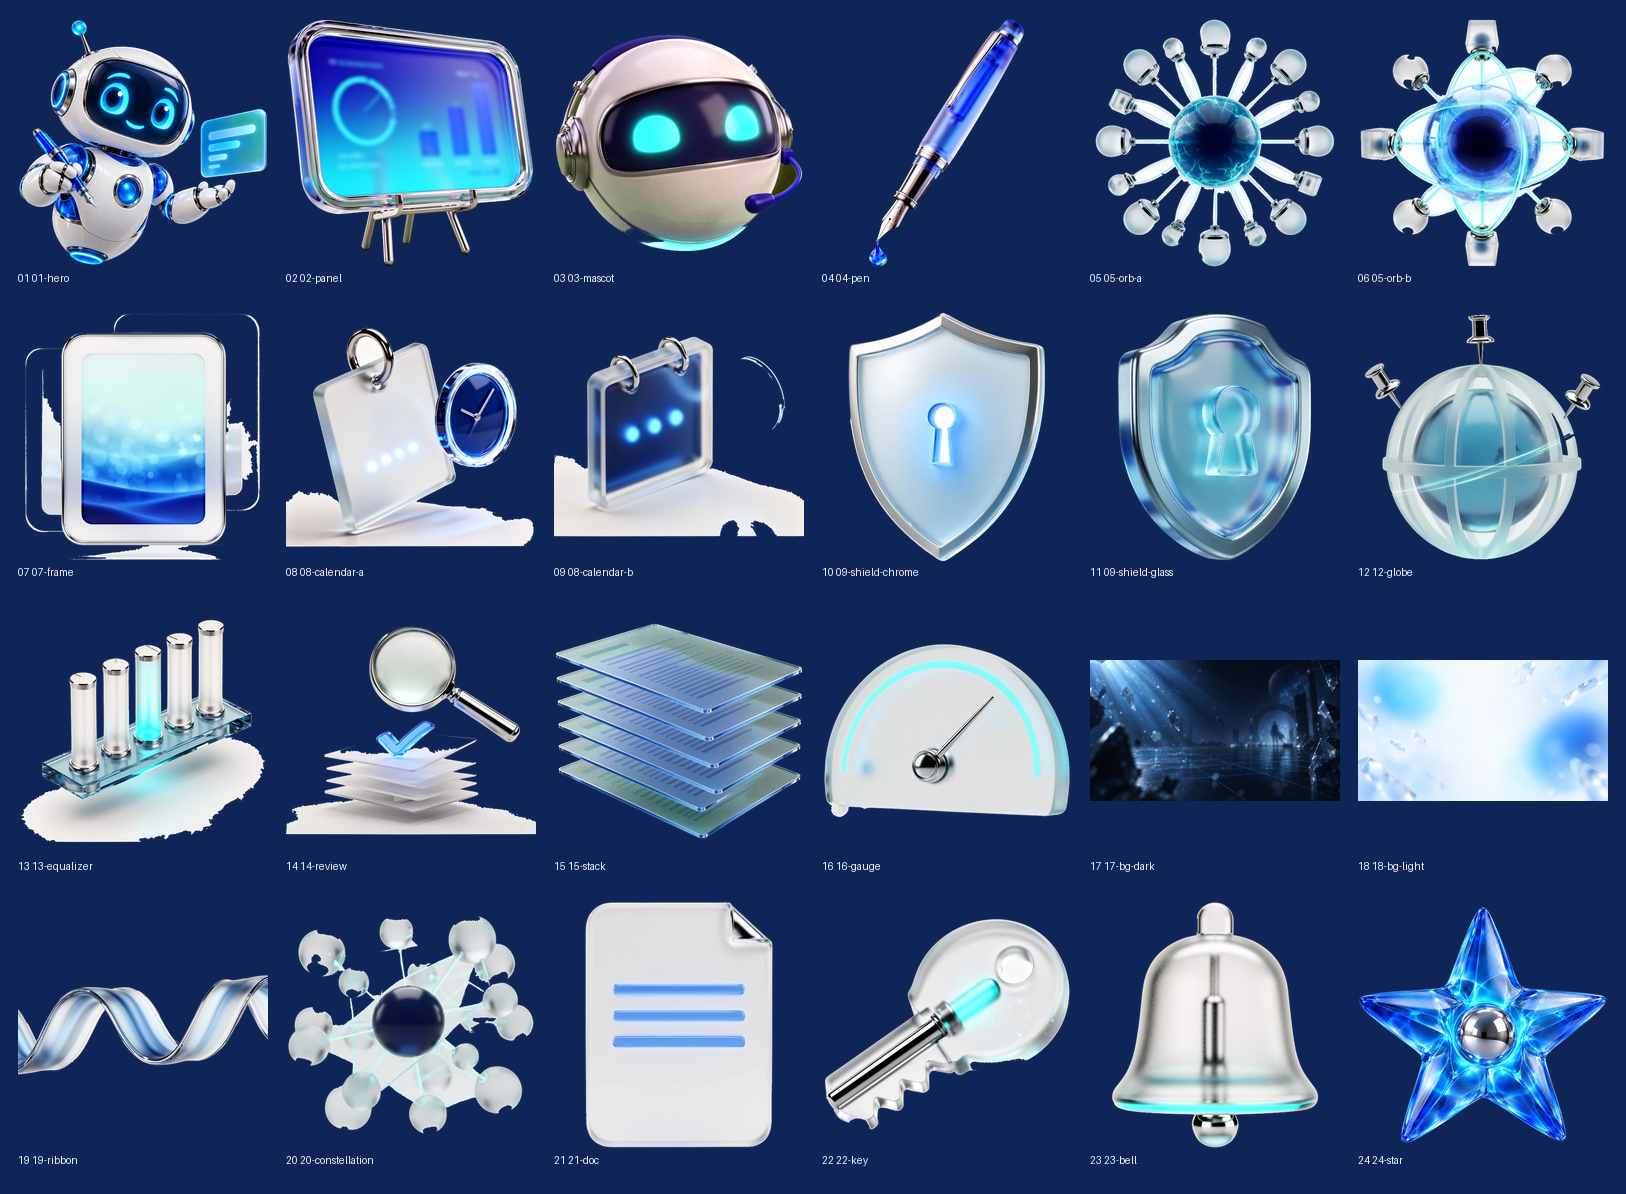 01 01-hero
02 02-panel
03 03-mascot
04 04-pen
05 05-orb-a
06 05-orb-b
07 07-frame
08 08-calendar-a
09 08-calendar-b
10 09-shield-chrome
11 09-shield-glass
12 12-globe
13 13-equalizer
14 14-review
15 15-stack
16 16-gauge
17 17-bg-dark
18 18-bg-light
19 19-ribbon
20 20-constellation
21 21-doc
22 22-key
23 23-bell
24 24-star